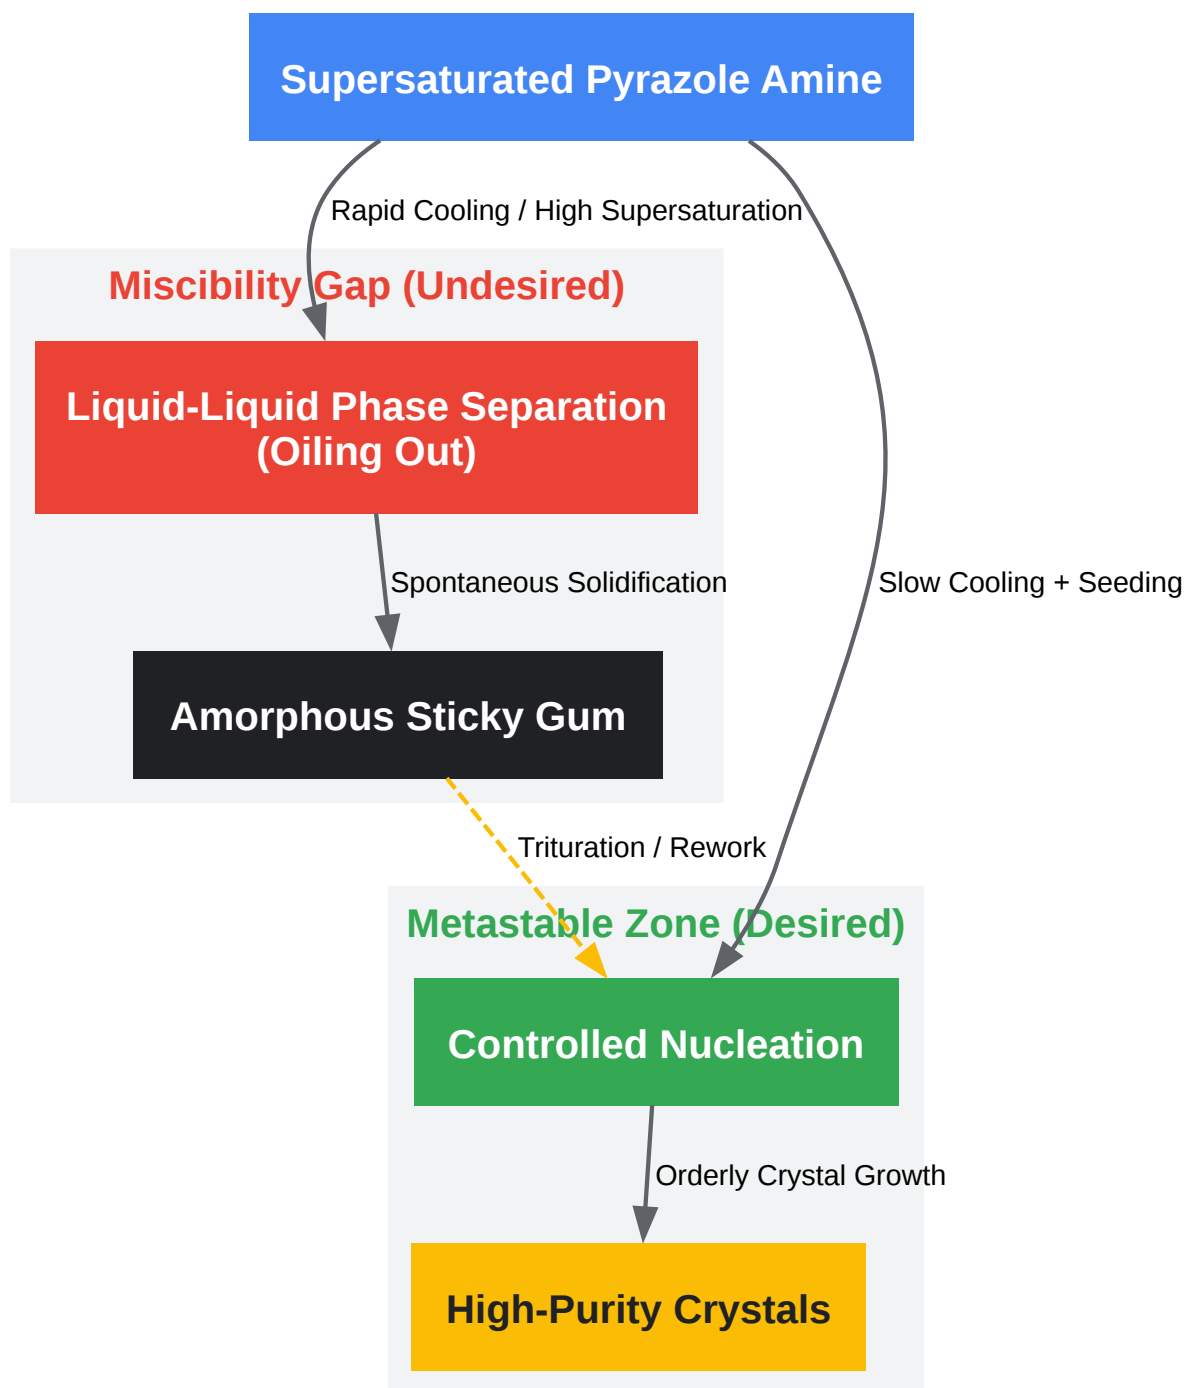 Supersaturated Pyrazole Amine
Rapid Cooling / High Supersaturation
Miscibility Gap (Undesired)
Liquid-Liquid Phase Separation
(Oiling Out)
Spontaneous Solidification
Slow Cooling + Seeding
Amorphous Sticky Gum
Trituration / Rework
Metastable Zone (Desired)
Controlled Nucleation
Orderly Crystal Growth
High-Purity Crystals